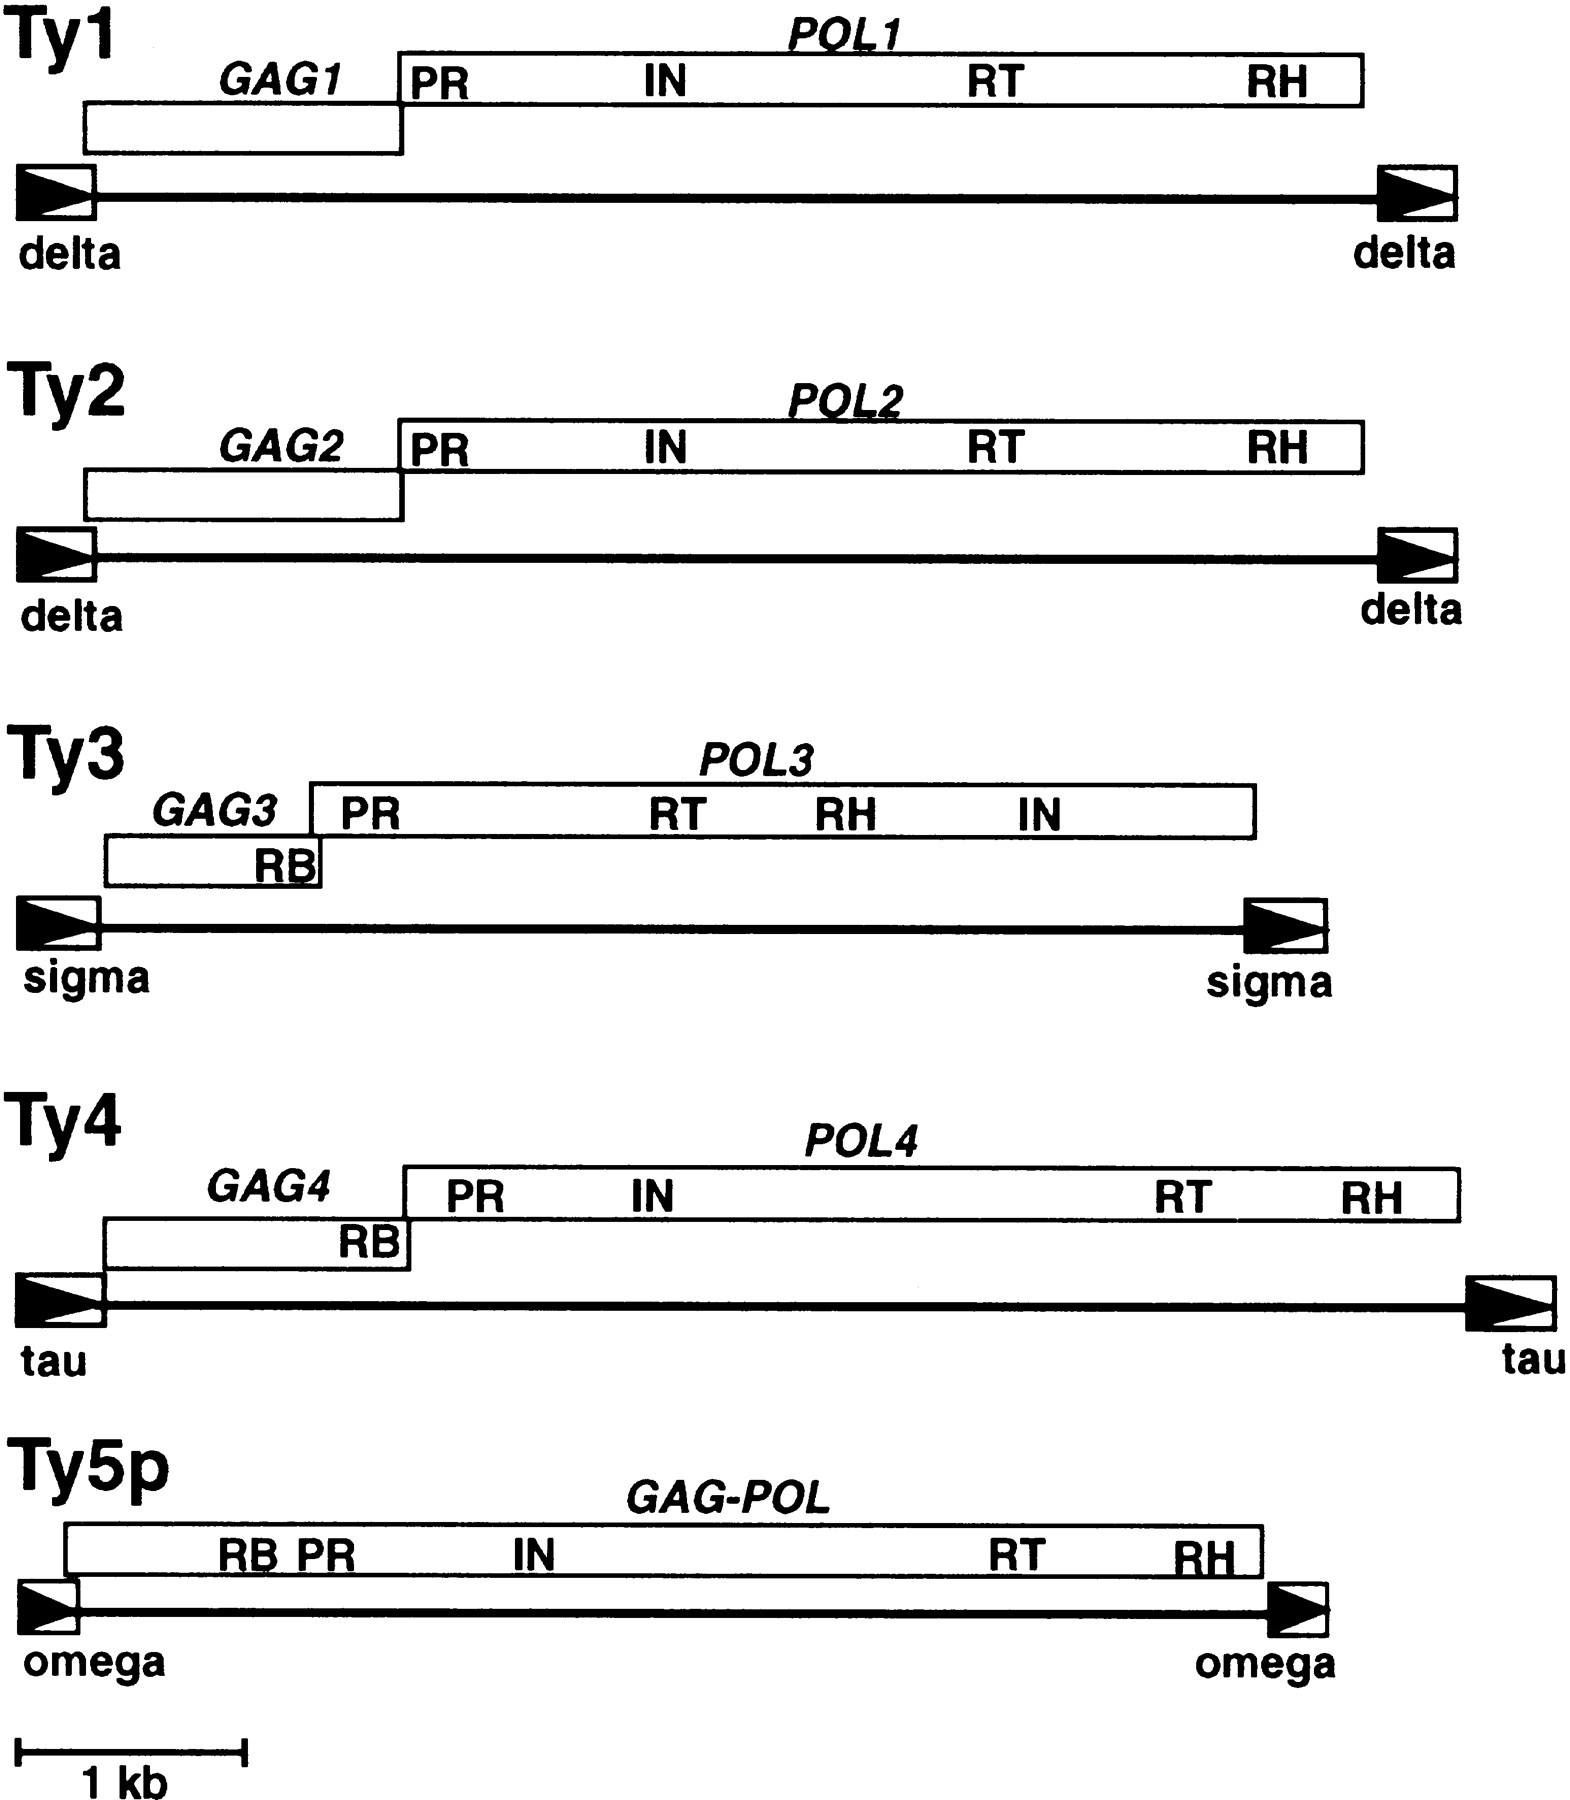 Ty1
POL1
GAG1
PR IN RT RH
delta delta
Ty2
POL2
GAG2
PR IN RT RH
delta delta
Ty3
POL3
GAG3
PR RT RH IN
RB
sigma sigma
Ty4
POL4
GAG4
PR IN RT RH
RB
tau tau
Ty5p
GAG-POL
RB PR IN RT RH
omega omega
1 kb